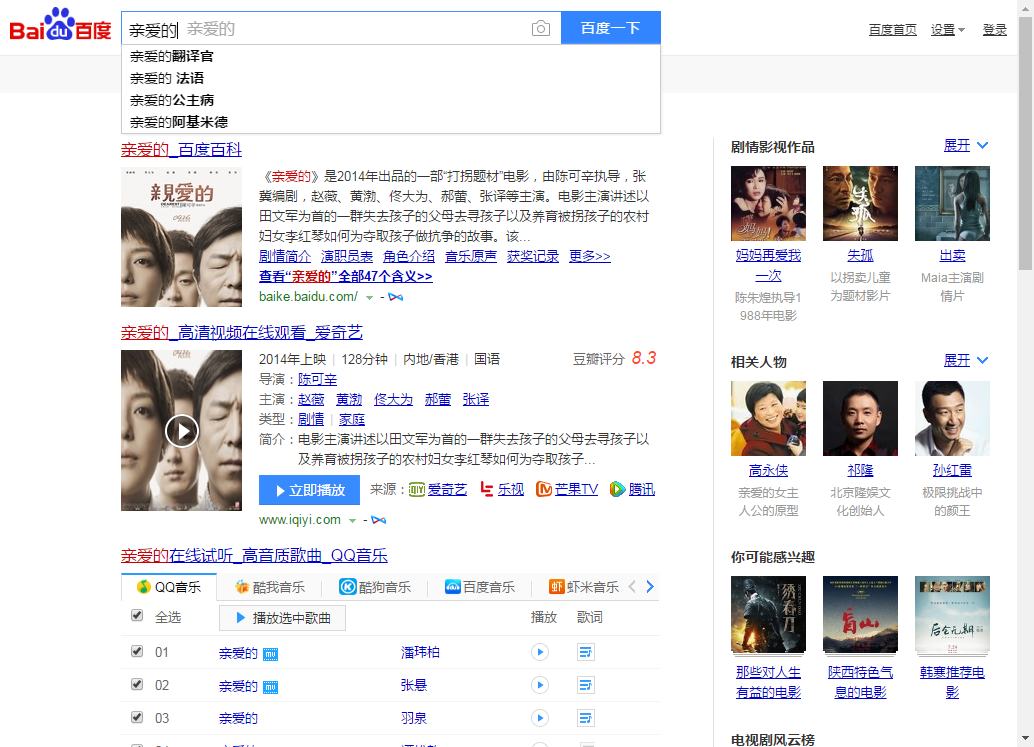 Bai du 百度
亲爱的 亲爱的
百度一下
百度首页 设置 登录
亲爱的翻译官
亲爱的 法语
亲爱的公主病
亲爱的阿基米德
亲爱的_百度百科
親愛的
《亲爱的》是2014年出品的一部“打拐题材”电影，由陈可辛执导，张
冀编剧，赵薇、黄渤、佟大为、郝蕾、张译等主演。电影主演讲述以
田文军为首的一群失去孩子的父母去寻孩子以及养育被拐孩子的农村
妇女李红琴如何为夺取孩子做抗争的故事。该...
剧情简介 演职员表 角色介绍 音乐原声 获奖记录 更多>>
查看“亲爱的”全部47个含义>>
baike.baidu.com/ -
亲爱的_高清视频在线观看_爱奇艺
2014年上映 | 128分钟 | 内地/香港 | 国语 豆瓣评分 8.3
导演：陈可辛
主演：赵薇 黄渤 佟大为 郝蕾 张译
类型：剧情 | 家庭
简介：电影主演讲述以田文军为首的一群失去孩子的父母去寻孩子以
及养育被拐孩子的农村妇女李红琴如何为夺取孩子...
立即播放 来源：爱奇艺 乐视 芒果TV 腾讯
www.iqiyi.com -
亲爱的在线试听_高音质歌曲_QQ音乐
QQ音乐 酷我音乐 酷狗音乐 百度音乐 虾米音乐
全选 播放选中歌曲 播放 歌词
01 亲爱的 mv 潘玮柏
02 亲爱的 mv 张悬
03 亲爱的 羽泉
剧情影视作品 展开
失孤
妈妈再爱我
一次
陈朱煌执导1
988年电影
失孤
以拐卖儿童
为题材影片
出卖
Maia主演剧
情片
相关人物 展开
高永侠
亲爱的女主
人公的原型
祁隆
北京隆娱文
化创始人
孙红雷
极限挑战中
的颜王
你可能感兴趣
绣春刀
盲山
后会无期
那些对人生
有益的电影
陕西特色气
息的电影
韩寒推荐电
影
电视剧风云榜